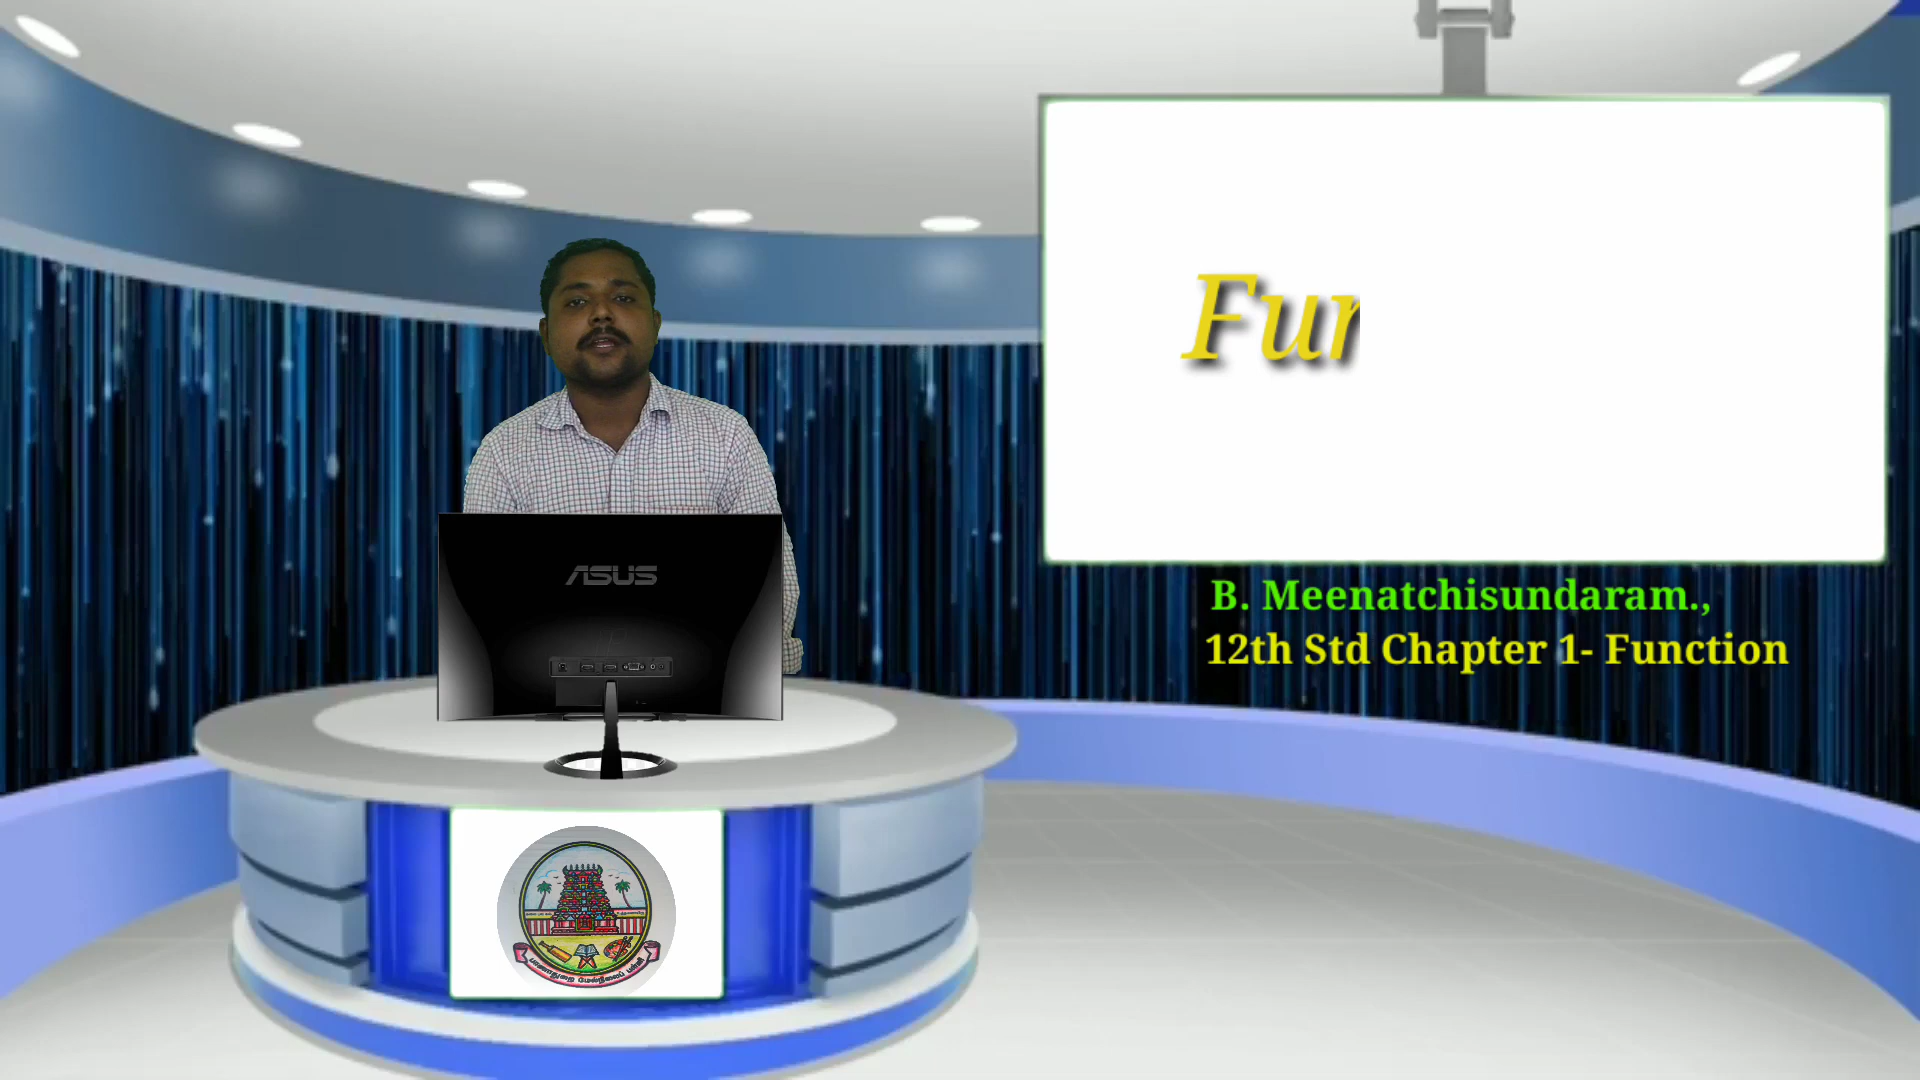 Fur
B. Meenatchisundaram.,
12th Std Chapter 1- Function
ASUS